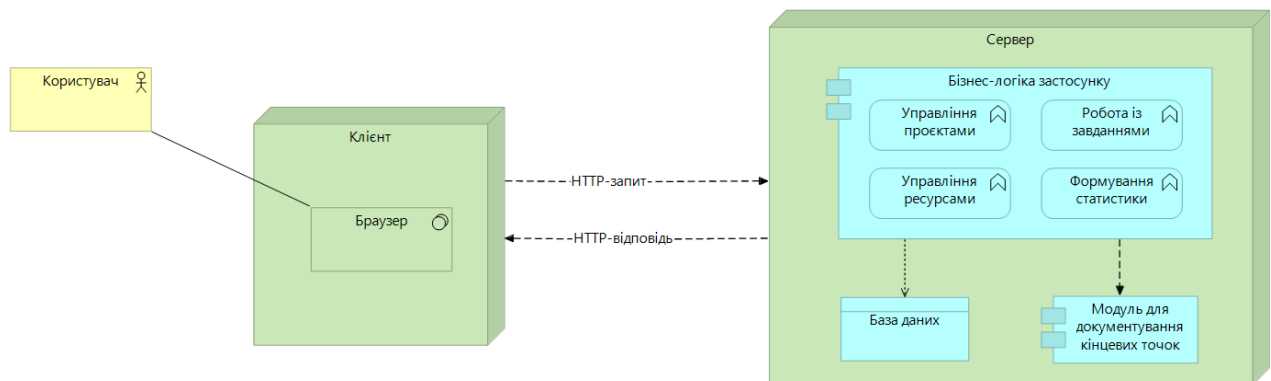 Користувач
Клієнт
Браузер
HTTP-запит
HTTP-відповідь
Сервер
Бізнес-логіка застосунку
Управління
проєктами
Робота із
завданнями
Управління
ресурсами
Формування
статистики
База даних
Модуль для
документування
кінцевих точок